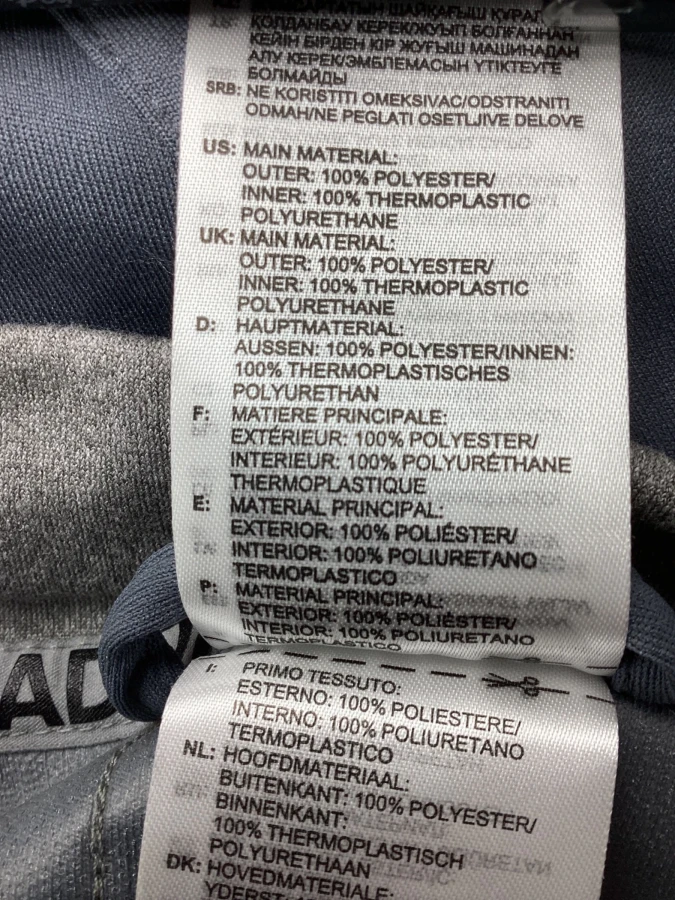 ҚОЛДАНБАУ КЕРЕК/ЖУЫП БОЛҒАННАН
КЕЙІН БІРДЕН КІР ЖУҒЫШ МАШИНАДАН
АЛУ КЕРЕК/ЭМБЛЕМАСЫН ҮТІКТЕУГЕ
БОЛМАЙДЫ
SRB: NE KORISTITI OMEKSIVAC/ODSTRANITI
ODMAH/NE PEGLATI OSETLJIVE DELOVE
US: MAIN MATERIAL:
OUTER: 100% POLYESTER/
INNER: 100% THERMOPLASTIC
POLYURETHANE
UK: MAIN MATERIAL:
OUTER: 100% POLYESTER/
INNER: 100% THERMOPLASTIC
POLYURETHANE
D: HAUPTMATERIAL:
AUSSEN: 100% POLYESTER/INNEN:
100% THERMOPLASTISCHES
POLYURETHAN
F: MATIERE PRINCIPALE:
EXTÉRIEUR: 100% POLYESTER/
INTERIEUR: 100% POLYURÉTHANE
THERMOPLASTIQUE
E: MATERIAL PRINCIPAL:
EXTERIOR: 100% POLIÉSTER/
INTERIOR: 100% POLIURETANO
TERMOPLASTICO
P: MATERIAL PRINCIPAL:
EXTERIOR: 100% POLIÉSTER/
INTERIOR: 100% POLIURETANO
TERMOPLASTICO
I: PRIMO TESSUTO:
ESTERNO: 100% POLIESTERE/
INTERNO: 100% POLIURETANO
TERMOPLASTICO
NL: HOOFDMATERIAAL:
BUITENKANT: 100% POLYESTER/
BINNENKANT:
100% THERMOPLASTISCH
POLYURETHAAN
DK: HOVEDMATERIALE:
AD